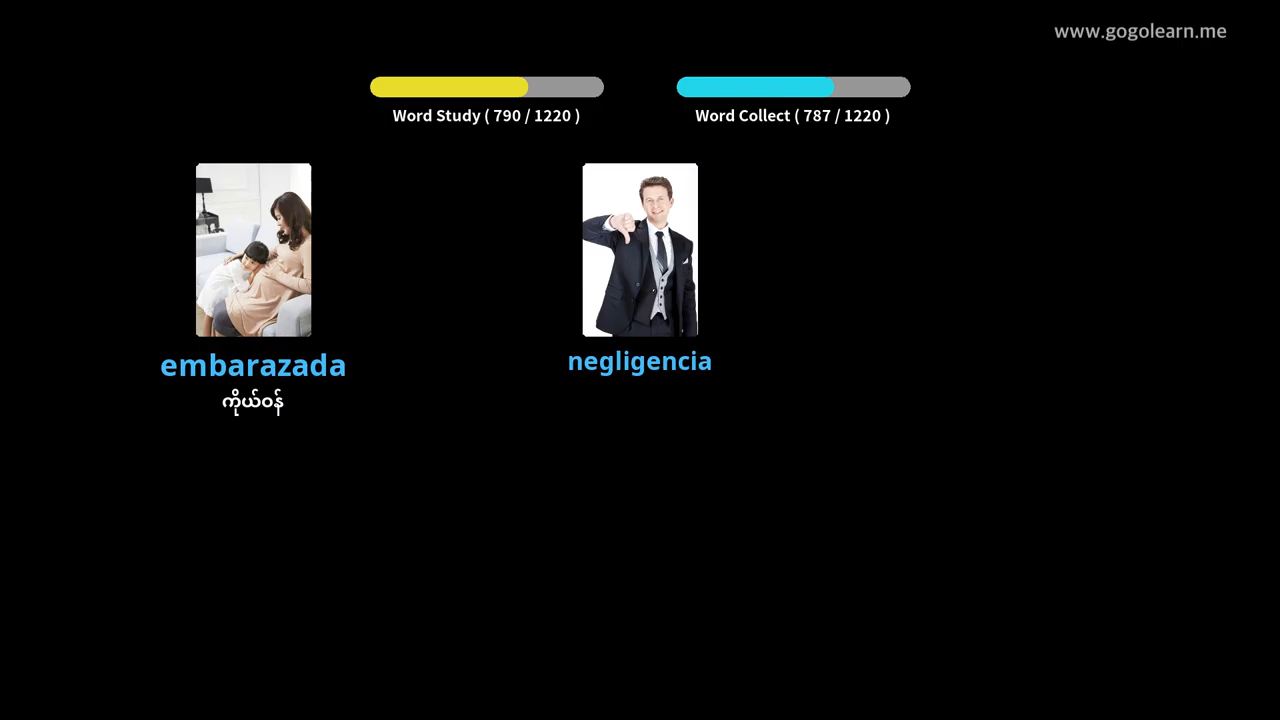 www.gogolearn.me
Word Study ( 790 / 1220 )
Word Collect ( 787 / 1220 )
embarazada
ကိုယ်ဝန်
negligencia